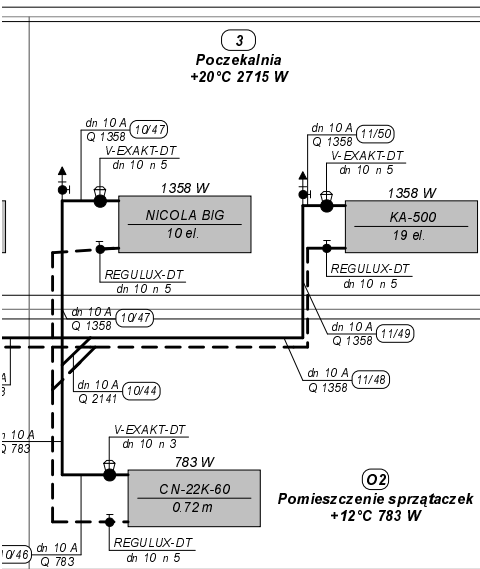 3
Poczekalnia
+20°C 2715 W
dn 10 A
Q 1358
10/47
dn 10 A
Q 1358
11/50
V-EXAKT-DT
dn 10 n 5
V-EXAKT-DT
dn 10 n 5
1358 W
NICOLA BIG
10 el.
1358 W
KA-500
19 el.
REGULUX-DT
dn 10 n 5
REGULUX-DT
dn 10 n 5
dn 10 A
Q 1358
10/47
dn 10 A
Q 1358
11/49
dn 10 A
Q 2141
10/44
dn 10 A
Q 1358
11/48
A
n 10 A
Q 783
V-EXAKT-DT
dn 10 n 3
783 W
CN-22K-60
0.72 m
O2
Pomieszczenie sprzątaczek
+12°C 783 W
REGULUX-DT
dn 10 n 5
0/46
dn 10 A
Q 783